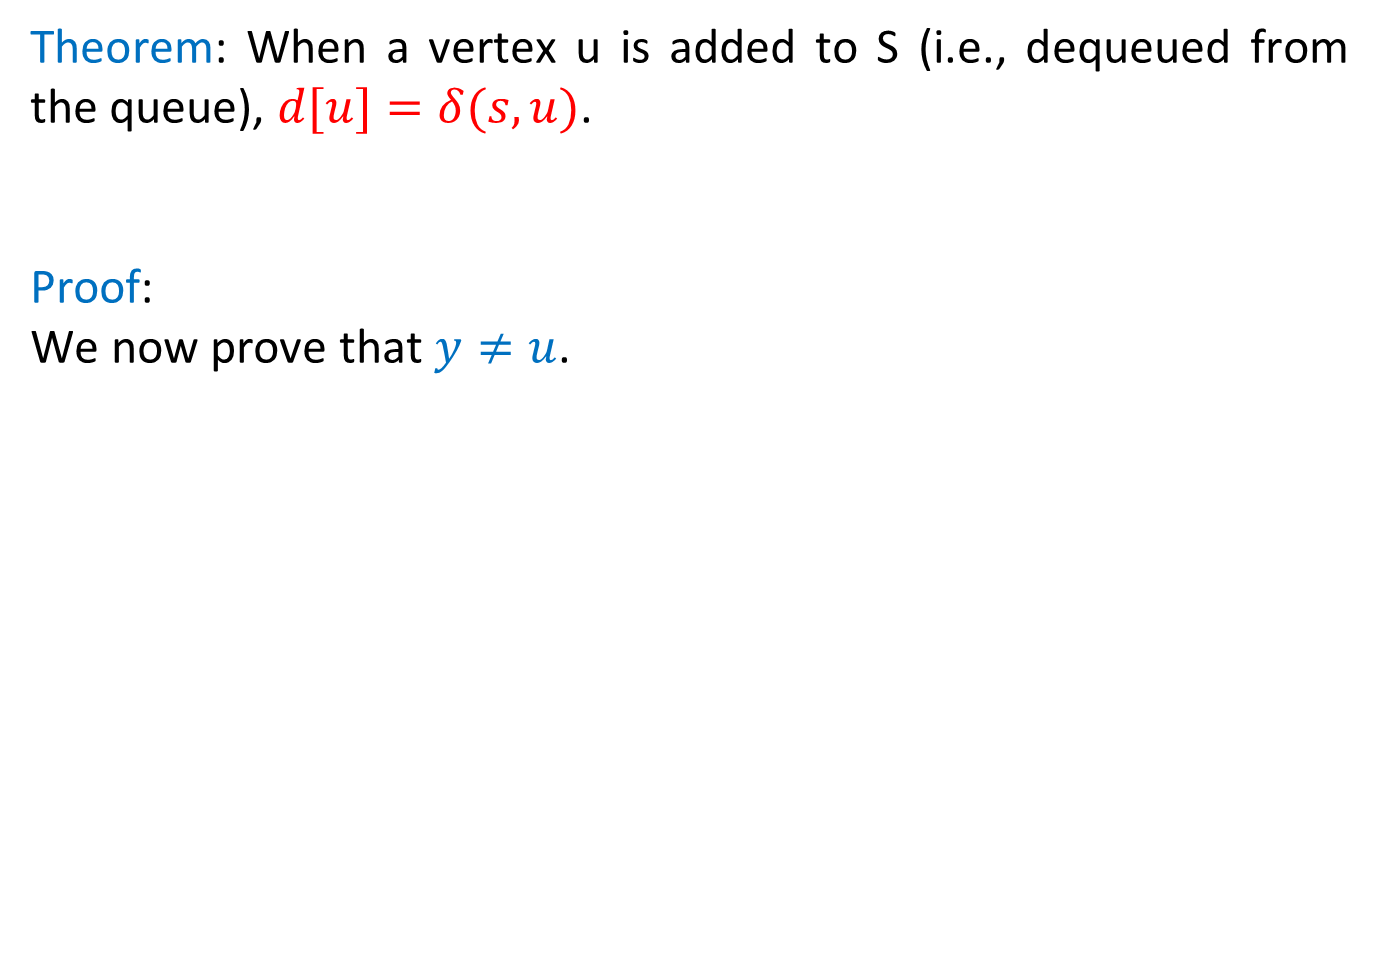 Theorem: When a vertex u is added to S (i.e., dequeued from
the queue), d[u] = δ(s, u).
Proof:
We now prove that y ≠ u.